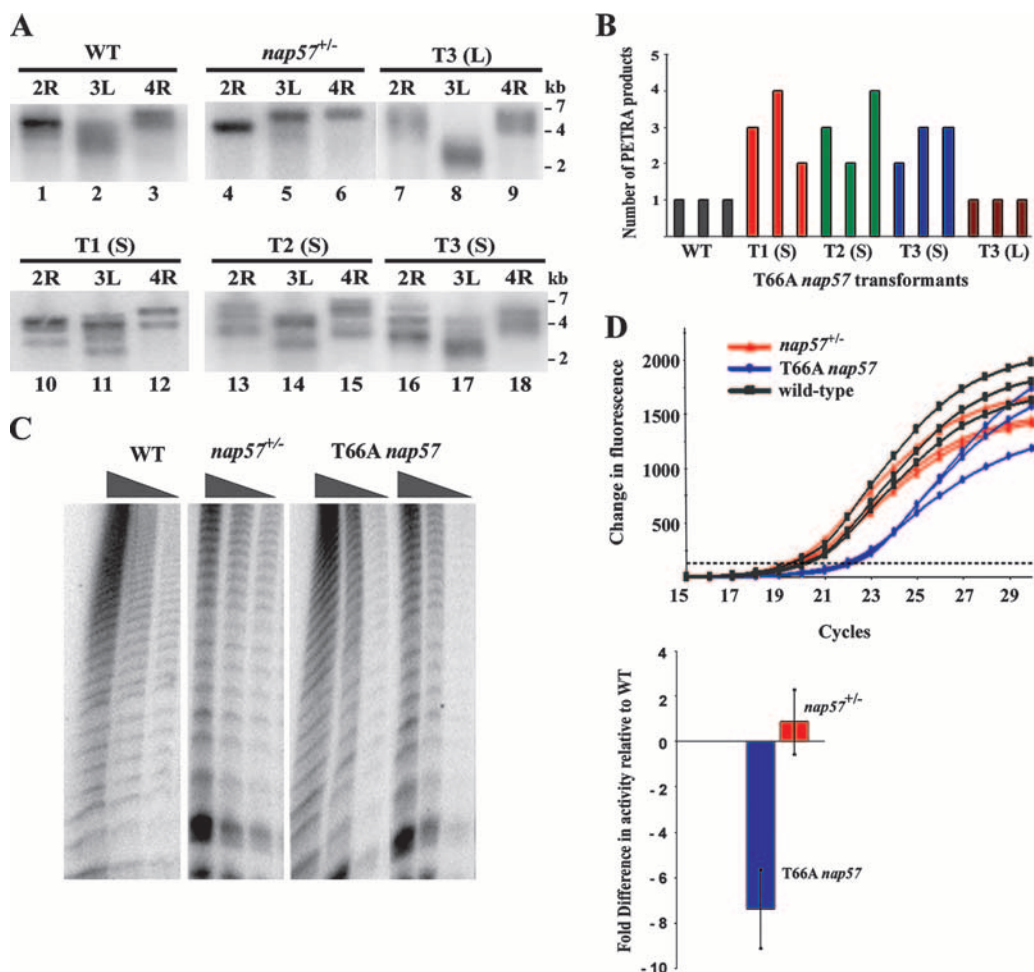 A
WT
nap57+/-
T3 (L)
2R 3L 4R
2R 3L 4R
2R 3L 4R
kb
- 7
- 4
- 2
1 2 3 4 5 6 7 8 9
T1 (S)
T2 (S)
T3 (S)
2R 3L 4R
2R 3L 4R
2R 3L 4R
kb
- 7
- 4
- 2
10 11 12 13 14 15 16 17 18
B
Number of PETRA products
5
4
3
2
1
WT T1 (S) T2 (S) T3 (S) T3 (L)
T66A nap57 transformants
C
WT
nap57+/-
T66A nap57
D
nap57+/-
T66A nap57
wild-type
Change in fluorescence
2000
1500
1000
500
15 17 19 21 23 25 27 29
Cycles
Fold Difference in activity relative to WT
4
2
0
- 2
- 4
- 6
- 8
- 10
nap57+/-
T66A nap57